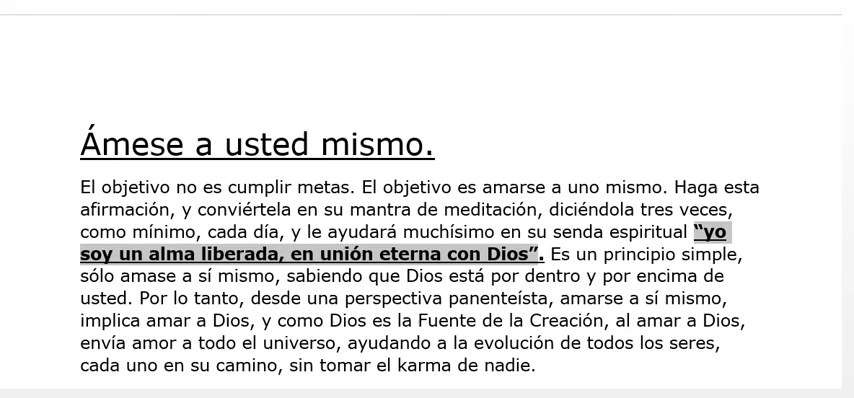 Ámese a usted mismo.
El objetivo no es cumplir metas. El objetivo es amarse a uno mismo. Haga esta
afirmación, y conviértela en su mantra de meditación, diciéndola tres veces,
como mínimo, cada día, y le ayudará muchísimo en su senda espiritual “yo
soy un alma liberada, en unión eterna con Dios”. Es un principio simple,
sólo amase a sí mismo, sabiendo que Dios está por dentro y por encima de
usted. Por lo tanto, desde una perspectiva panenteísta, amarse a sí mismo,
implica amar a Dios, y como Dios es la Fuente de la Creación, al amar a Dios,
envía amor a todo el universo, ayudando a la evolución de todos los seres,
cada uno en su camino, sin tomar el karma de nadie.